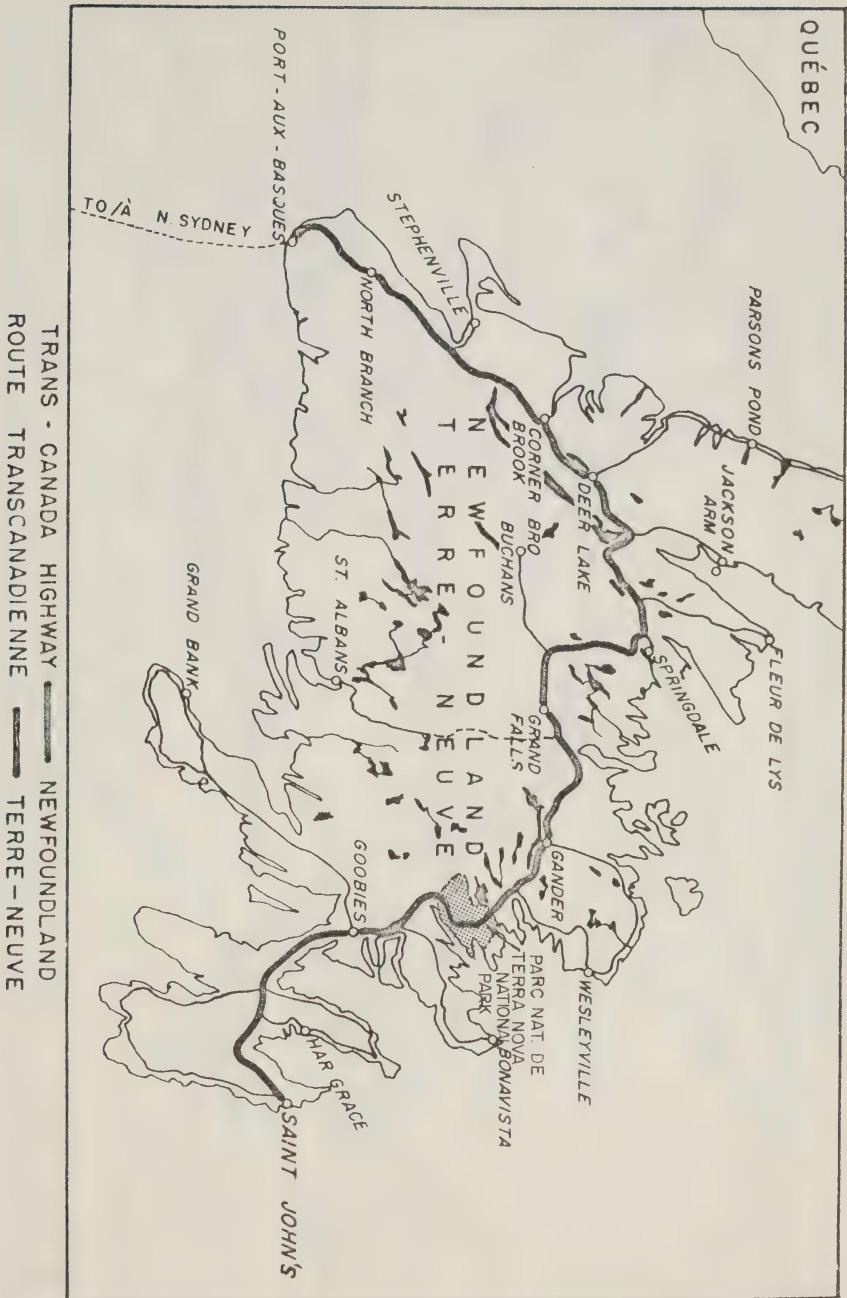 QUÉBEC
PARSONS POND
JACKSON
ARM
FLEUR DE LYS
STEPHENVILLE
CORNER BRO
BROOK
DEER LAKE
SPRINGDALE
BUCHANS
GRAND
FALLS
GANDER
WESLEYVILLE
NEWFOUNDLAND
TERRE - NEUVE
PARC NAT. DE
TERRA NOVA
NATIONAL
PARK
BONAVISTA
PORT-AUX-BASQUES
NORTH BRANCH
TO/À N. SYDNEY
ST. ALBANS
GRAND BANK
GOOBIES
HAR GRACE
SAINT JOHN'S
TRANS-CANADA HIGHWAY NEWFOUNDLAND
ROUTE TRANSCANADIENNE TERRE-NEUVE